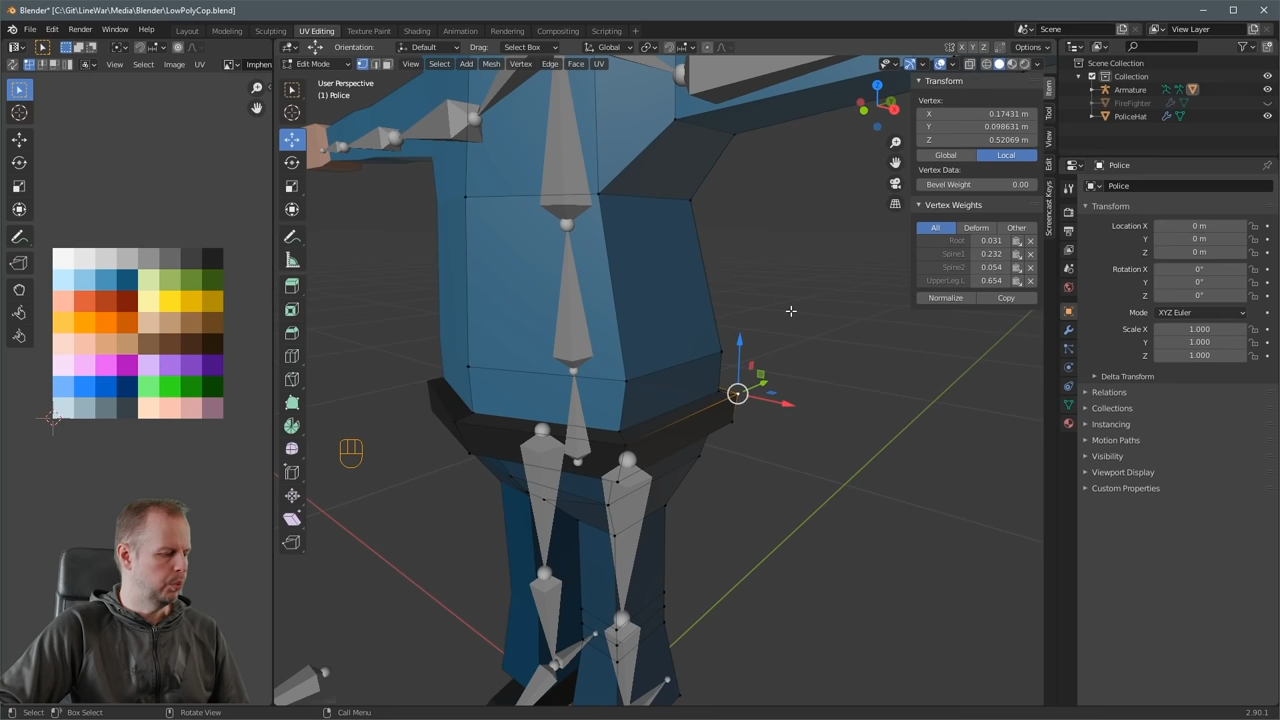 Blender* [C:\Git\LineWar\Media\Blender\LowPolyCop.blend]
File Edit Render Window Help Layout Modeling Sculpting UV Editing Texture Paint Shading Animation Rendering Compositing Scripting + Scene View Layer
Orientation: Default Drag: Select Box Global X Y Z Options
View Select Image UV Impen
Edit Mode View Select Add Mesh Vertex Edge Face UV
User Perspective
(1) Police
Transform
Vertex:
X 0.17431 m
Y 0.098631 m
Z 0.52069 m
Global Local
Vertex Data:
Bevel Weight 0.00
Vertex Weights
All Deform Other
Root 0.031
Spine1 0.232
Spine2 0.054
UpperLeg.L 0.654
Normalize Copy
Item
Tool
View
Edit
Screencast Keys
Scene Collection
Collection
Armature
FireFighter
PoliceHat
Police
Police
Transform
Location X 0 m
Y 0 m
Z 0 m
Rotation X 0°
Y 0°
Z 0°
Mode XYZ Euler
Scale X 1.000
Y 1.000
Z 1.000
Delta Transform
Relations
Collections
Instancing
Motion Paths
Visibility
Viewport Display
Custom Properties
Select Box Select Rotate View Call Menu 2.90.1